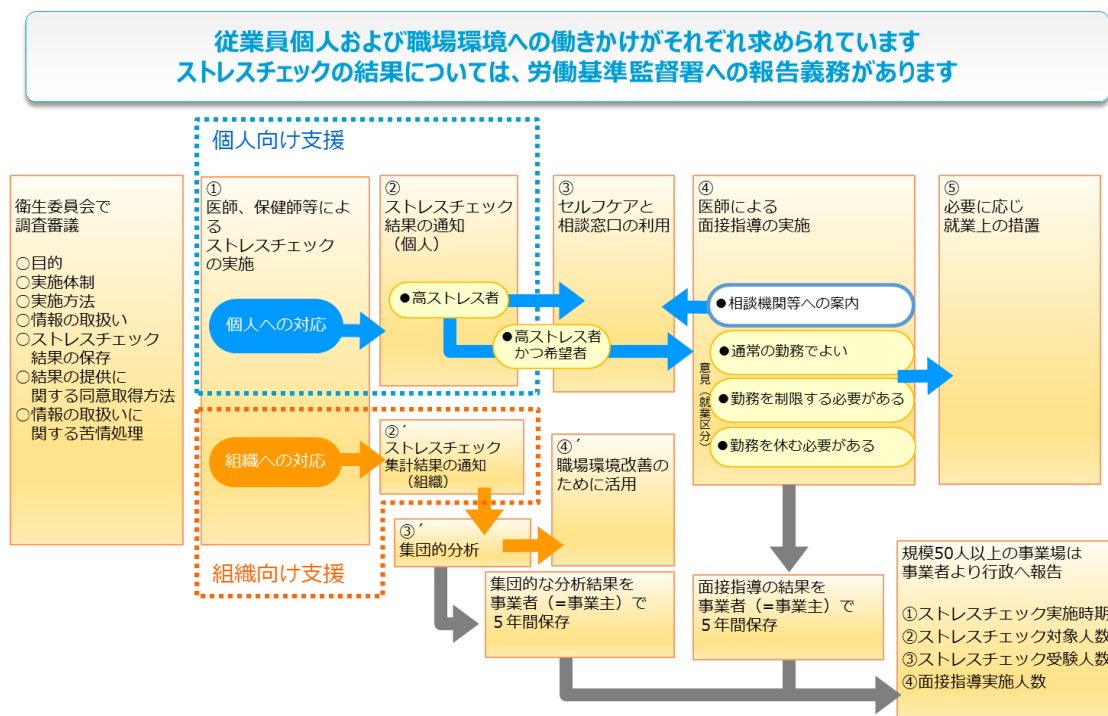 従業員個人および職場環境への働きかけがそれぞれ求められています
ストレスチェックの結果については、労働基準監督署への報告義務があります
個人向け支援
衛生委員会で
調査審議
○目的
○実施体制
○実施方法
○情報の取扱い
○ストレスチェック
結果の保存
○結果の提供に
関する同意取得方法
○情報の取扱いに
関する苦情処理
①
医師、保健師等によ
る
ストレスチェック
の実施
個人への対応
組織への対応
②
ストレスチェック
結果の通知
（個人）
●高ストレス者
●高ストレス者
かつ希望者
③
セルフケアと
相談窓口の利用
④
医師による
面接指導の実施
●相談機関等への案内
意見（就業区分）
●通常の勤務でよい
●勤務を制限する必要がある
●勤務を休む必要がある
⑤
必要に応じ
就業上の措置
②´
ストレスチェック
集計結果の通知
（組織）
③´
集団的分析
④´
職場環境改善の
ために活用
組織向け支援
集団的な分析結果を
事業者（=事業主）で
５年間保存
面接指導の結果を
事業者（=事業主）で
５年間保存
規模50人以上の事業場は
事業者より行政へ報告
①ストレスチェック実施時期
②ストレスチェック対象人数
③ストレスチェック受験人数
④面接指導実施人数